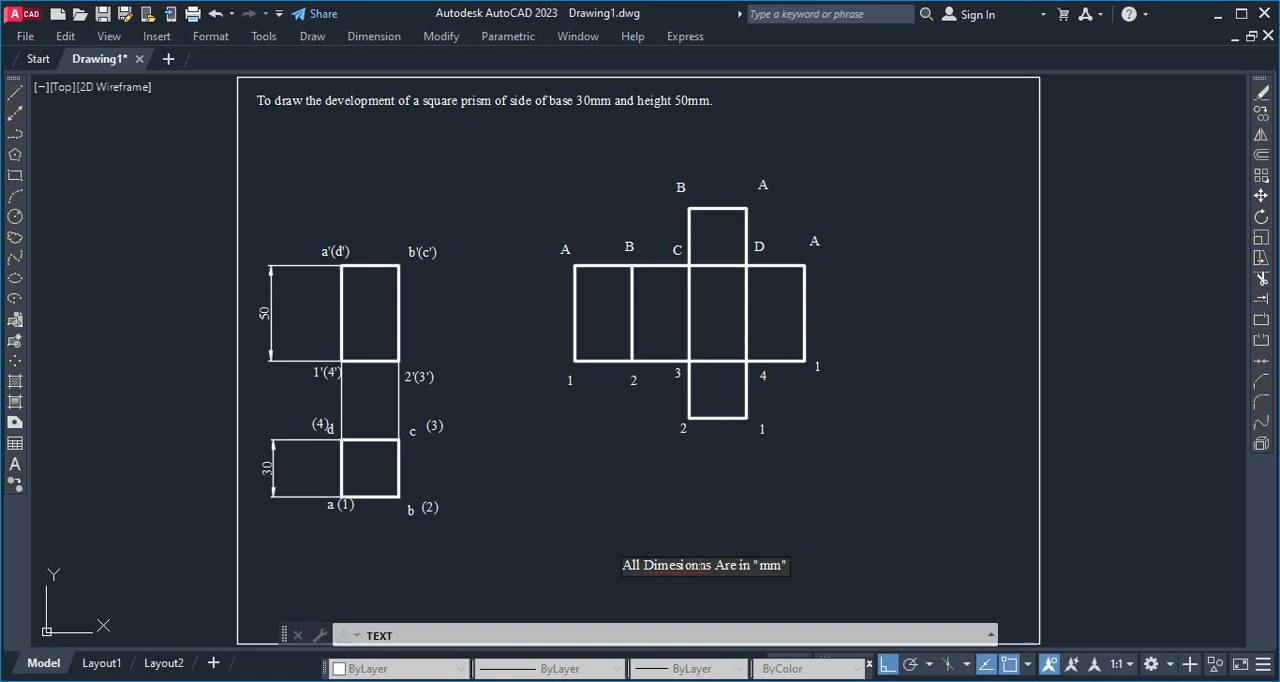 CAD
Share
Autodesk AutoCAD 2023 Drawing1.dwg
Type a keyword or phrase
Sign In
File Edit View Insert Format Tools Draw Dimension Modify Parametric Window Help Express
Start Drawing1*
[−][Top][2D Wireframe]
To draw the development of a square prism of side of base 30mm and height 50mm.
B A
a'(d') b'(c') A B C D A
50
1'(4') 2'(3') 1 2 3 4 1
(4) d c (3) 2 1
30
a (1) b (2)
All Dimesionns Are in "mm"
Y
X
TEXT
Model Layout1 Layout2
ByLayer ByLayer ByLayer ByColor
1:1